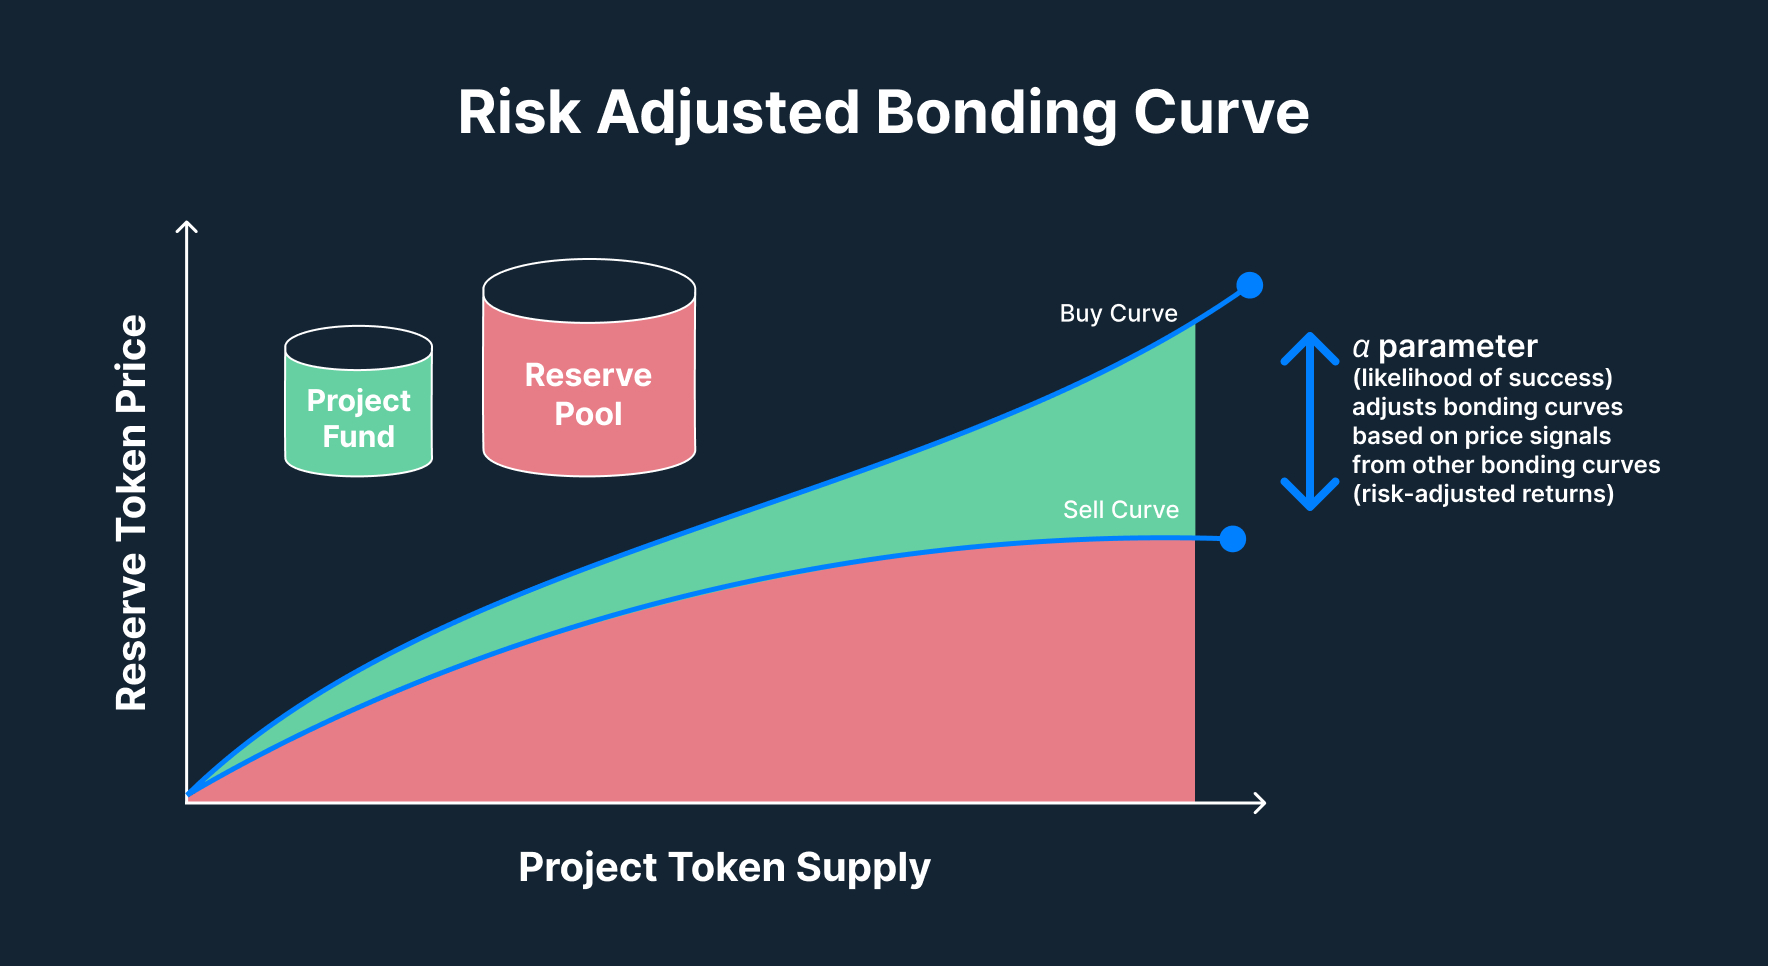 Risk Adjusted Bonding Curve
Reserve Token Price
Project
Fund
Reserve
Pool
Buy Curve
Sell Curve
α parameter
(likelihood of success)
adjusts bonding curves
based on price signals
from other bonding curves
(risk-adjusted returns)
Project Token Supply